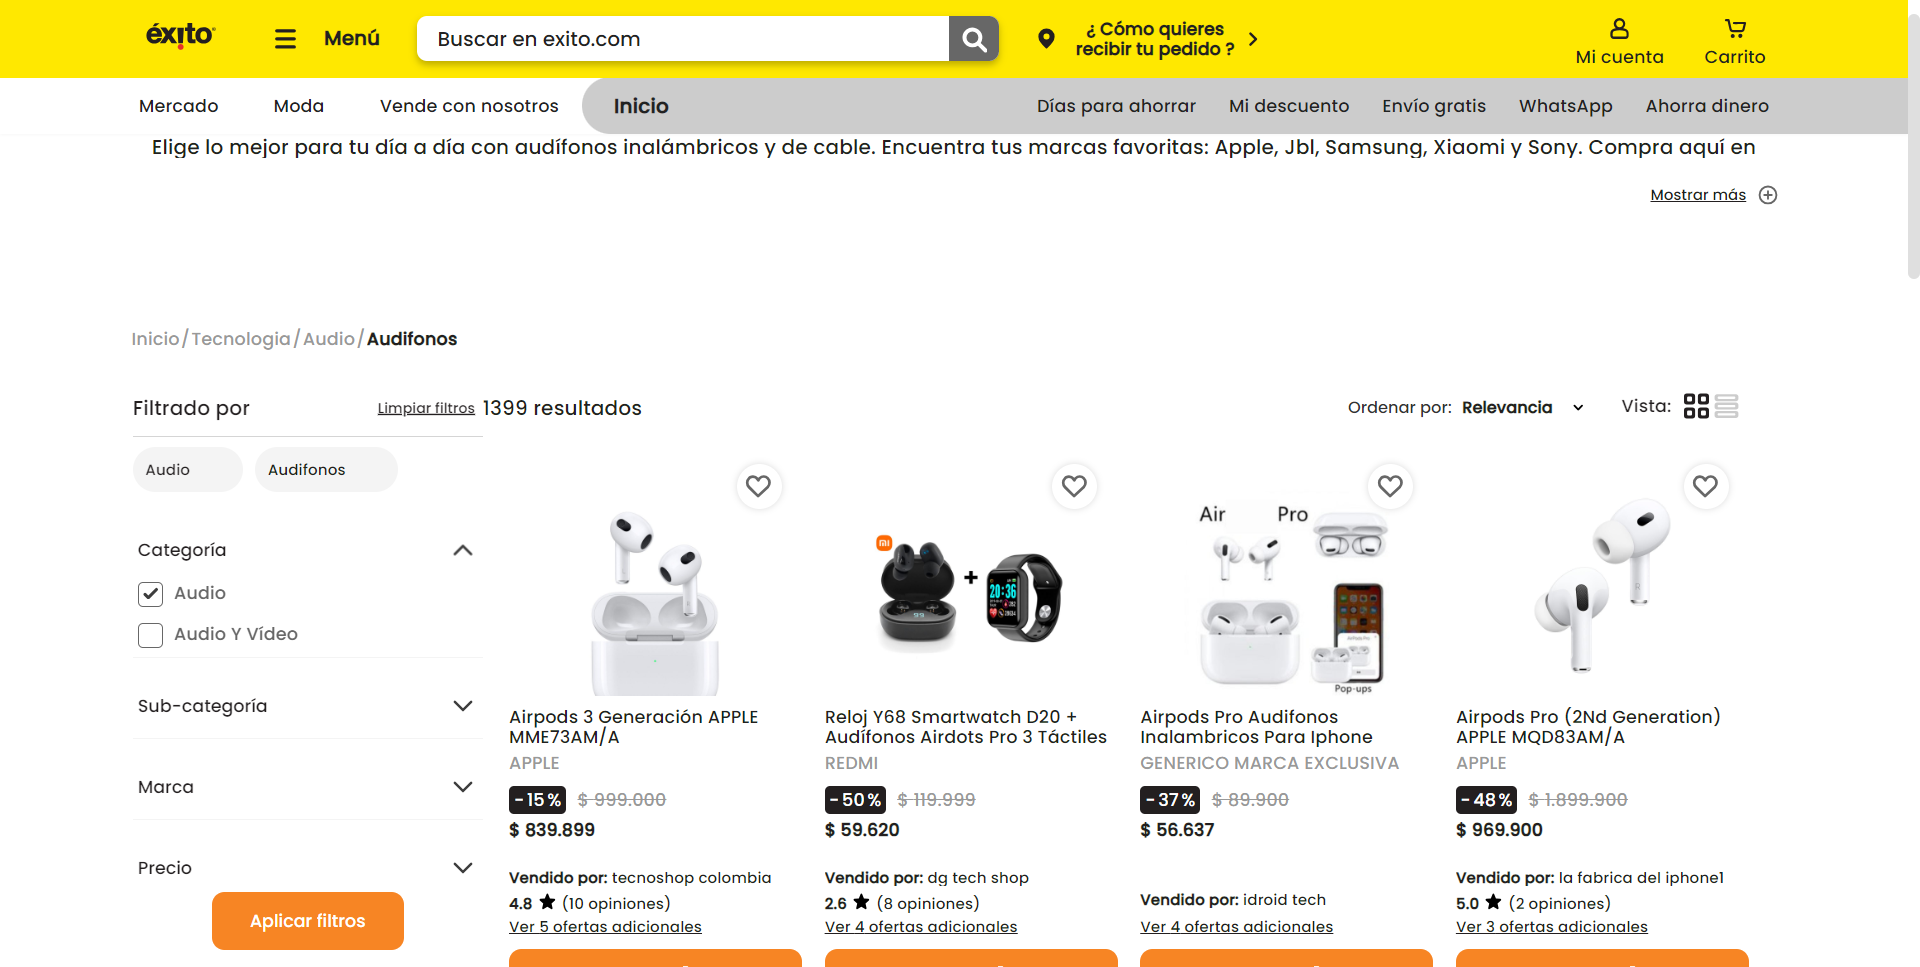 éxito
Menú
Buscar en exito.com
¿ Cómo quieres
recibir tu pedido ?
Mi cuenta
Carrito
Mercado
Moda
Vende con nosotros
Inicio
Días para ahorrar
Mi descuento
Envío gratis
WhatsApp
Ahorra dinero
Elige lo mejor para tu día a día con audífonos inalámbricos y de cable. Encuentra tus marcas favoritas: Apple, Jbl, Samsung, Xiaomi y Sony. Compra aquí en
Mostrar más
Inicio/Tecnologia/Audio/Audifonos
Filtrado por
Limpiar filtros
1399 resultados
Ordenar por: Relevancia
Vista:
Audio
Audifonos
Categoría
Audio
Audio Y Vídeo
Sub-categoría
Marca
Precio
Aplicar filtros
Airpods 3 Generación APPLE
MME73AM/A
APPLE
-15% $ 999.000
$ 839.899
Vendido por: tecnoshop colombia
4.8 ★ (10 opiniones)
Ver 5 ofertas adicionales
mi
+
20:36
Reloj Y68 Smartwatch D20 +
Audífonos Airdots Pro 3 Táctiles
REDMI
-50% $ 119.999
$ 59.620
Vendido por: dg tech shop
2.6 ★ (8 opiniones)
Ver 4 ofertas adicionales
Air Pro
Pop-ups
Airpods Pro Audifonos
Inalambricos Para Iphone
GENERICO MARCA EXCLUSIVA
-37% $ 89.900
$ 56.637
Vendido por: idroid tech
Ver 4 ofertas adicionales
Airpods Pro (2Nd Generation)
APPLE MQD83AM/A
APPLE
-48% $ 1.899.900
$ 969.900
Vendido por: la fabrica del iphone1
5.0 ★ (2 opiniones)
Ver 3 ofertas adicionales